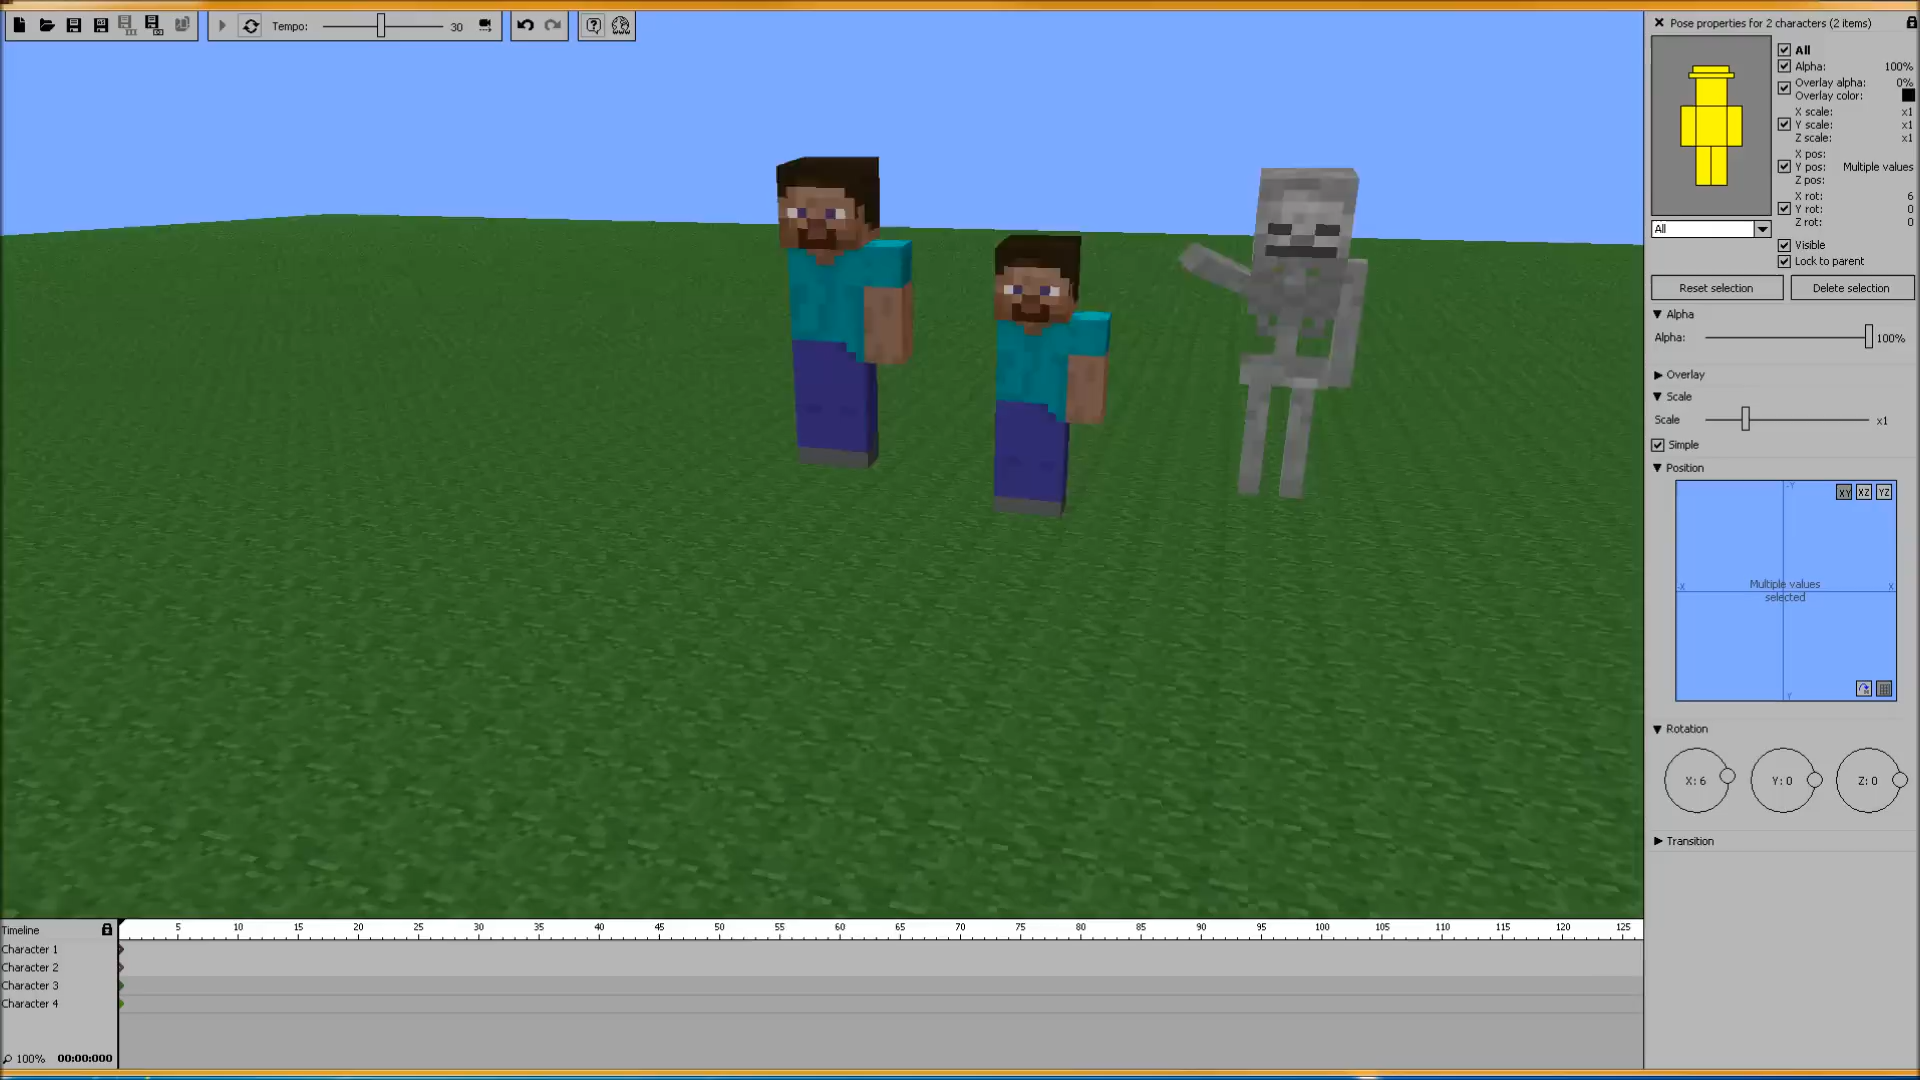 Tempo: 30
Pose properties for 2 characters (2 items)
All
Alpha: 100%
Overlay alpha: 0%
Overlay color:
X scale: x1
Y scale: x1
Z scale: x1
X pos:
Y pos: Multiple values
Z pos:
X rot: 6
Y rot: 0
Z rot: 0
All
Visible
Lock to parent
Reset selection Delete selection
Alpha
Alpha: 100%
Overlay
Scale
Scale x1
Simple
Position
-Y XY XZ YZ
-X Multiple values X
selected
Y
Rotation
X: 6 Y: 0 Z: 0
Transition
Timeline 5 10 15 20 25 30 35 40 45 50 55 60 65 70 75 80 85 90 95 100 105 110 115 120 125
Character 1
Character 2
Character 3
Character 4
100% 00:00:000